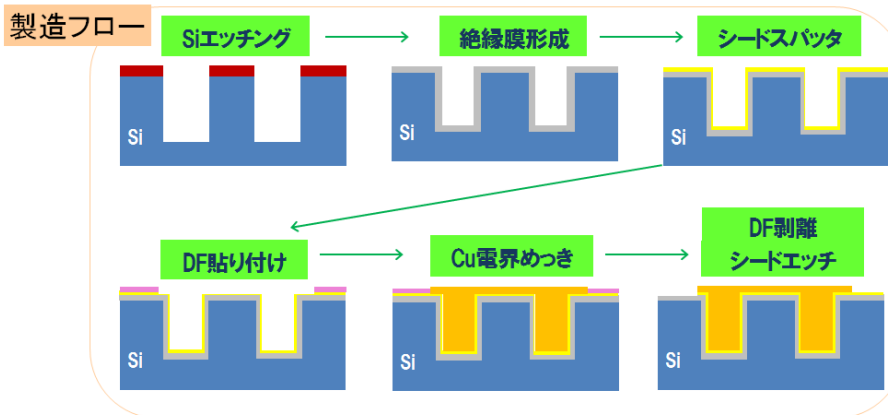 製造フロー
Siエッチング
絶縁膜形成
シードスパッタ
Si
Si
Si
DF貼り付け
Cu電界めっき
DF剥離
シードエッチ
Si
Si
Si